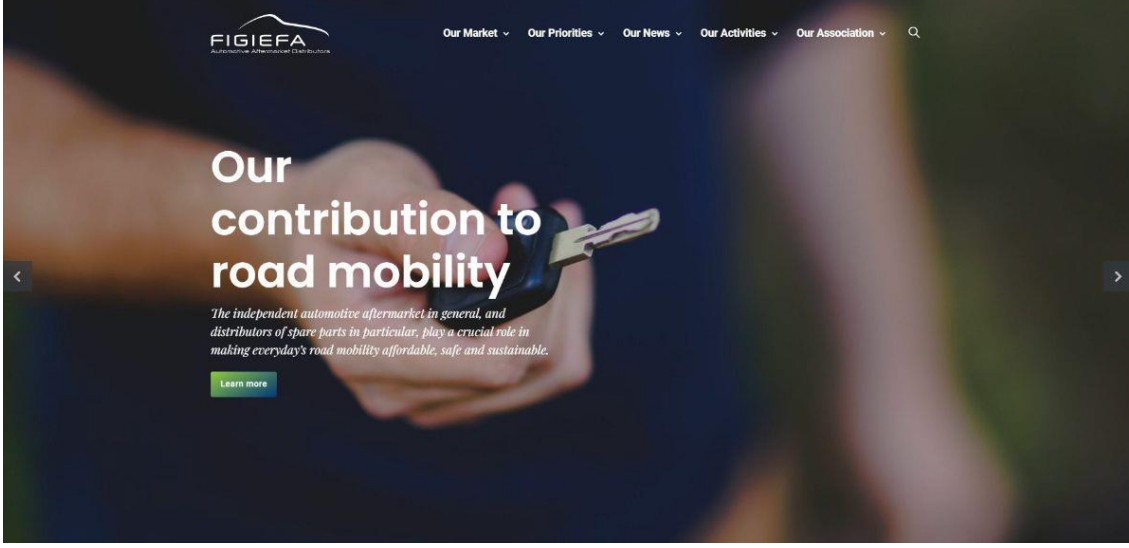 FIGIEFA
Automotive Aftermarket Distributors
Our Market
Our Priorities
Our News
Our Activities
Our Association
Our
contribution to
road mobility
The independent automotive aftermarket in general, and
distributors of spare parts in particular, play a crucial role in
making everyday's road mobility affordable, safe and sustainable.
Learn more